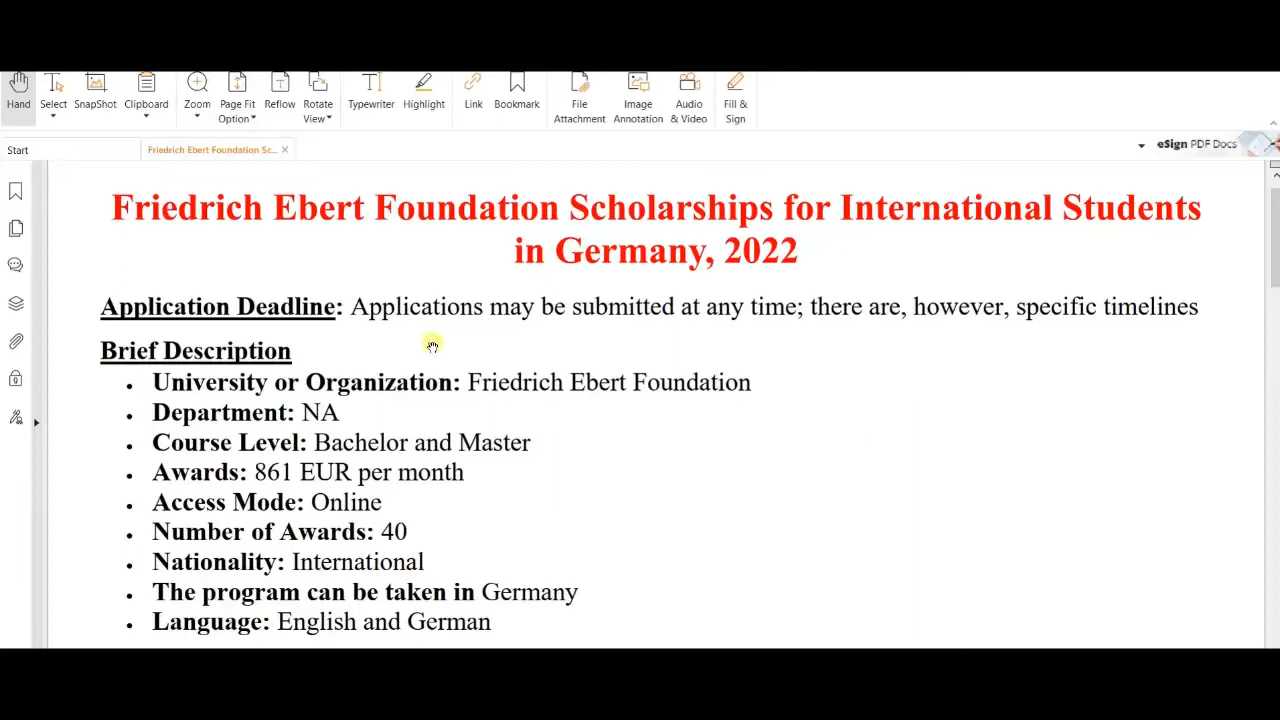 Hand Select SnapShot Clipboard Zoom Page Fit Option Reflow Rotate View Typewriter Highlight Link Bookmark File Attachment Image Annotation Audio & Video Fill & Sign
Start Friedrich Ebert Foundation Sc... eSign PDF Docs
Friedrich Ebert Foundation Scholarships for International Students
in Germany, 2022
Application Deadline: Applications may be submitted at any time; there are, however, specific timelines
Brief Description
• University or Organization: Friedrich Ebert Foundation
• Department: NA
• Course Level: Bachelor and Master
• Awards: 861 EUR per month
• Access Mode: Online
• Number of Awards: 40
• Nationality: International
• The program can be taken in Germany
• Language: English and German